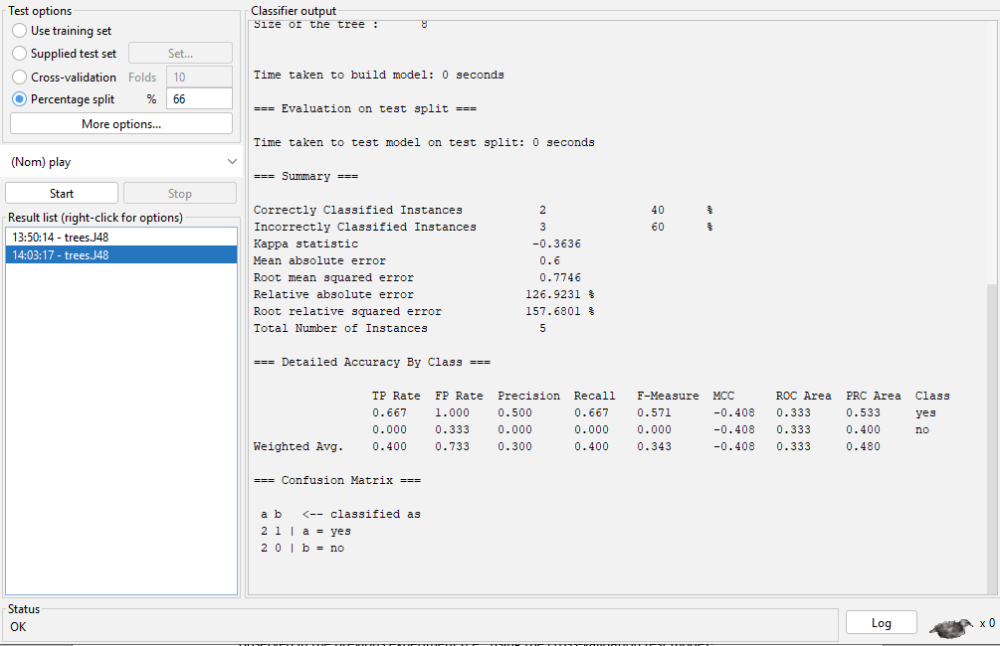 Test options
Use training set
Supplied test set Set...
Cross-validation Folds 10
Percentage split % 66
More options...
(Nom) play
Start Stop
Result list (right-click for options)
13:50:14 - trees.J48
14:03:17 - trees.J48
Classifier output
Size of the tree : 8
Time taken to build model: 0 seconds
=== Evaluation on test split ===
Time taken to test model on test split: 0 seconds
=== Summary ===
Correctly Classified Instances 2 40 %
Incorrectly Classified Instances 3 60 %
Kappa statistic -0.3636
Mean absolute error 0.6
Root mean squared error 0.7746
Relative absolute error 126.9231 %
Root relative squared error 157.6801 %
Total Number of Instances 5
=== Detailed Accuracy By Class ===
TP Rate FP Rate Precision Recall F-Measure MCC ROC Area PRC Area Class
0.667 1.000 0.500 0.667 0.571 -0.408 0.333 0.533 yes
0.000 0.333 0.000 0.000 0.000 -0.408 0.333 0.400 no
Weighted Avg. 0.400 0.733 0.300 0.400 0.343 -0.408 0.333 0.480
=== Confusion Matrix ===
a b <-- classified as
2 1 | a = yes
2 0 | b = no
Status
OK
Log
x 0